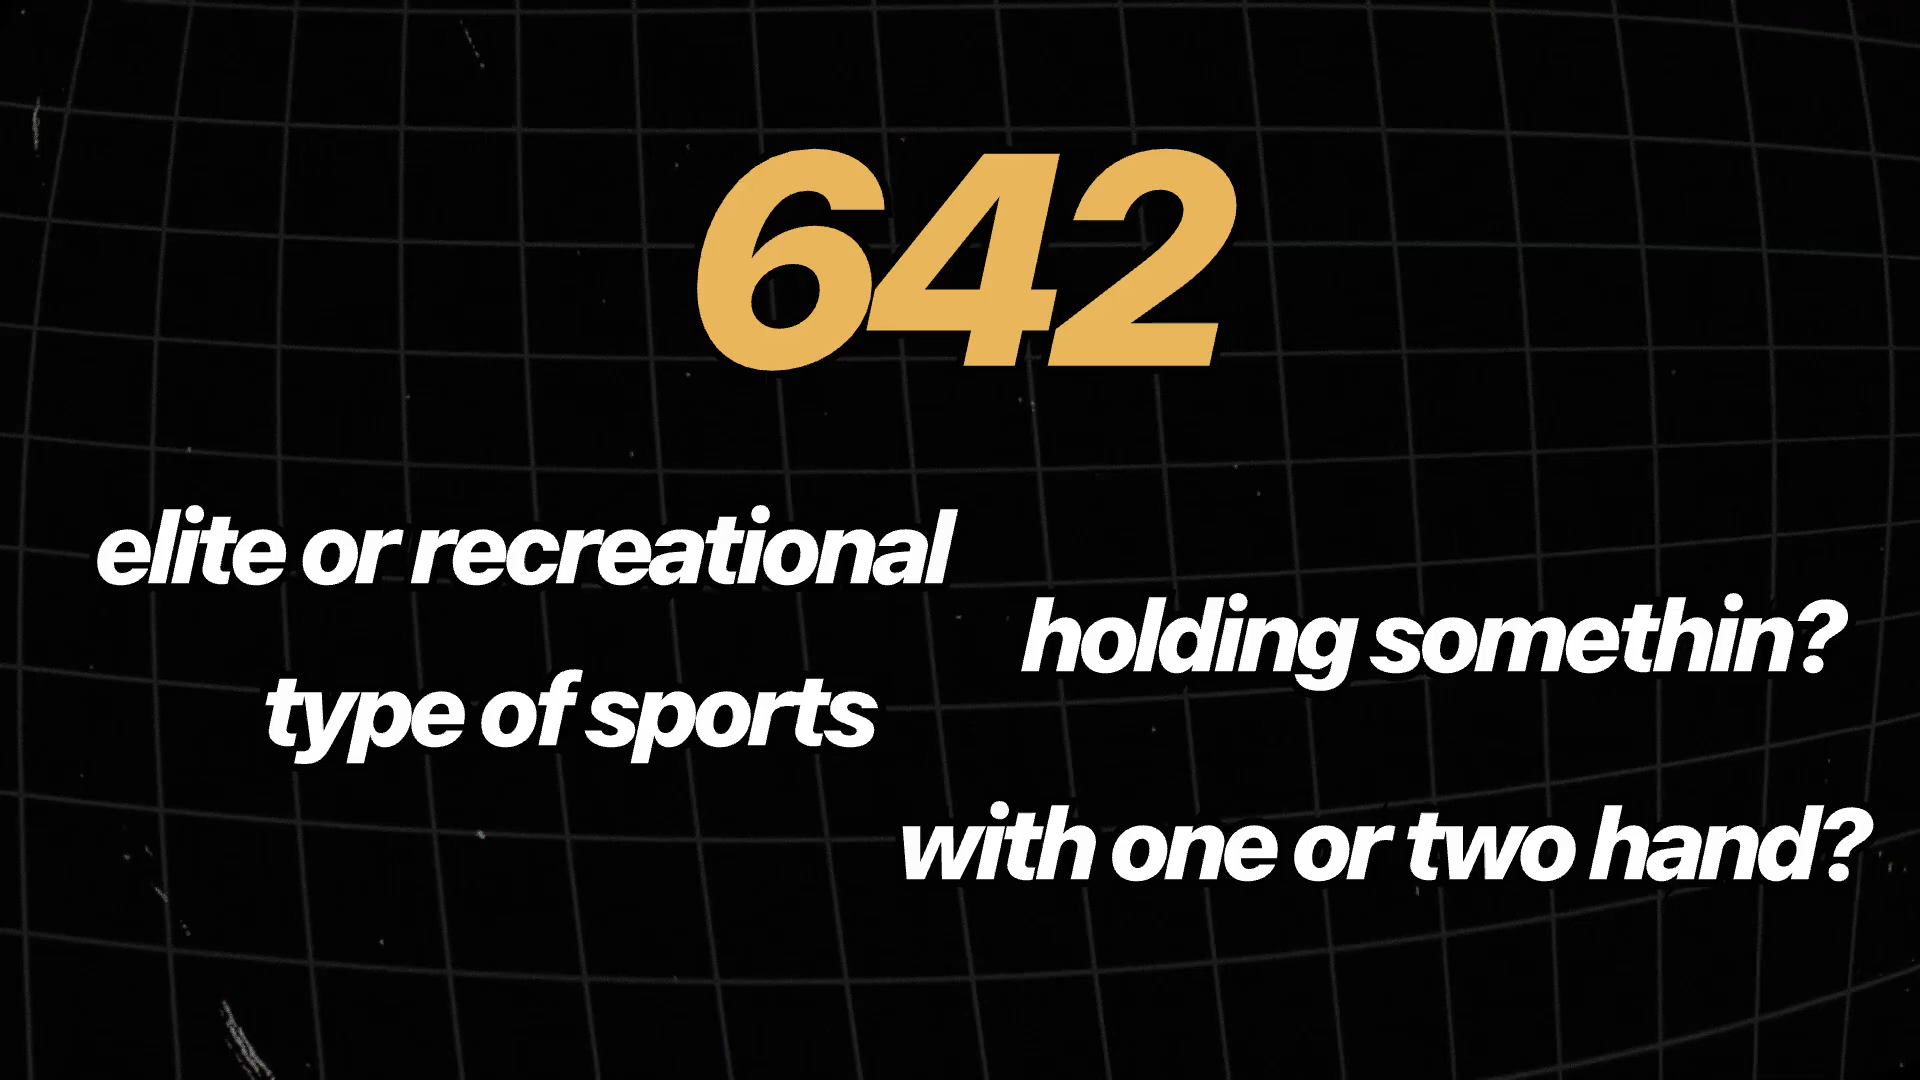 642
elite or recreational
holding somethin?
type of sports
with one or two hand?